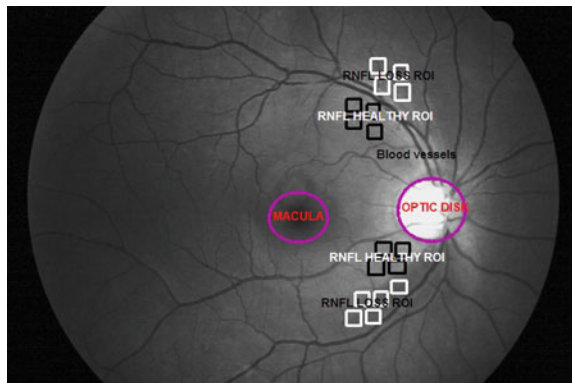 RNFL LOSS ROI
RNFL HEALTHY ROI
Blood vessels
OPTIC DISK
MACULA
RNFL HEALTHY ROI
RNFL LOSS ROI